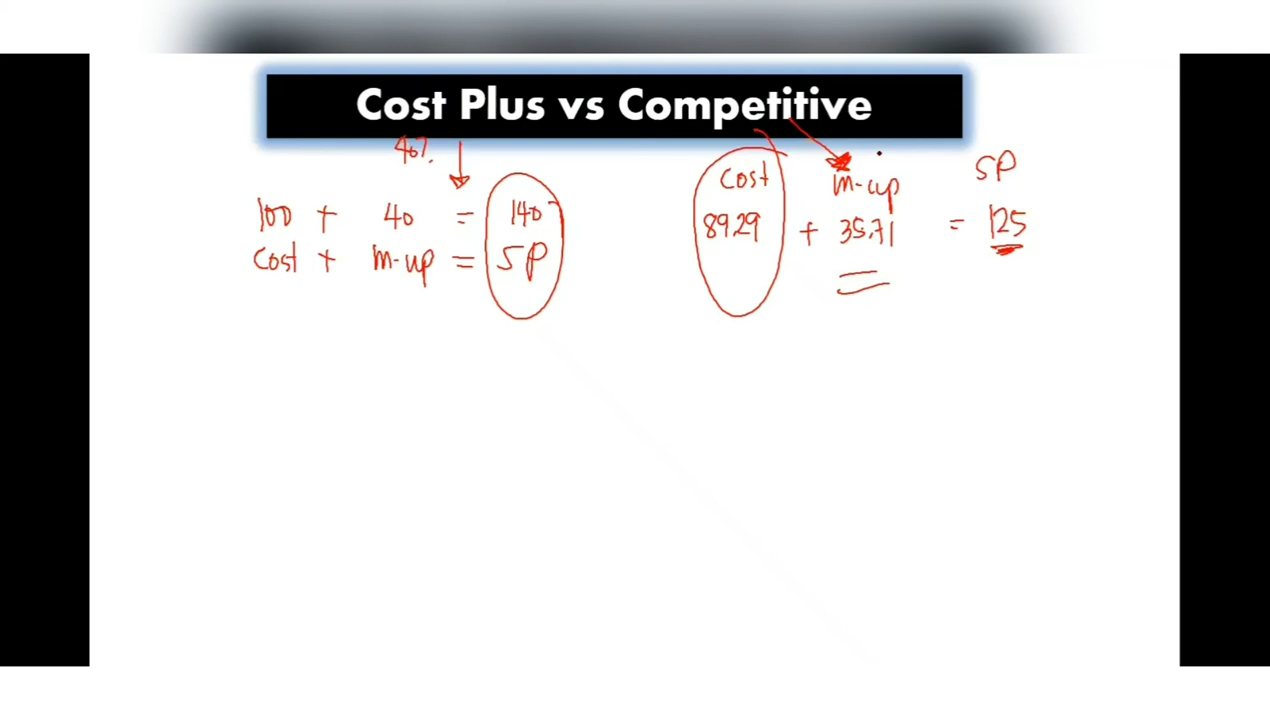 Cost Plus vs Competitive
40%
100 + 40 = 140
Cost + m-up = SP
Cost m-up SP
89.29 + 35.71 = 125